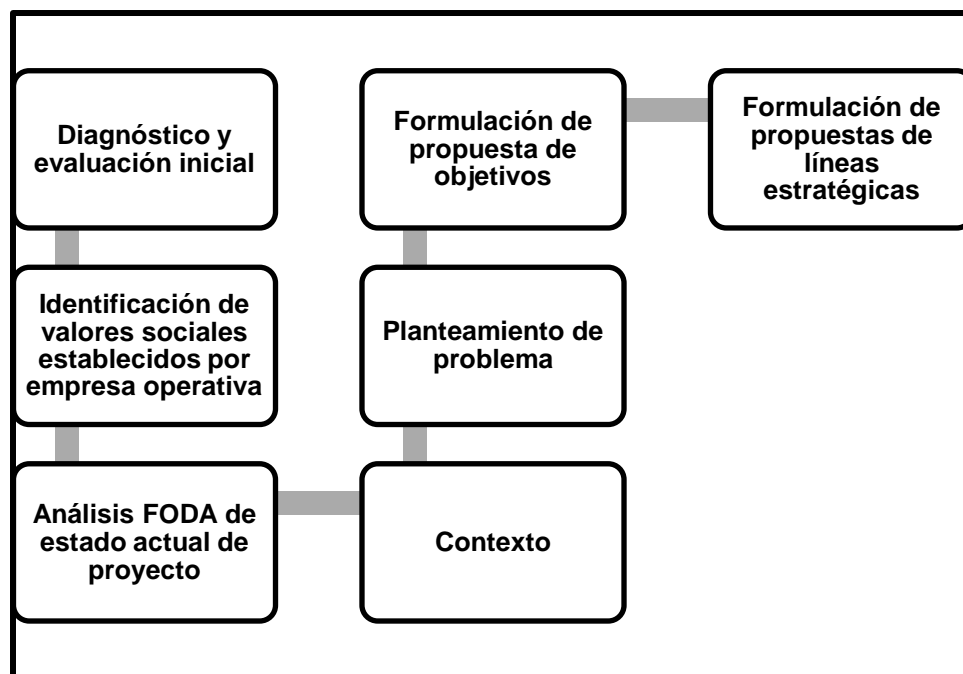 Diagnóstico y
evaluación inicial
Identificación de
valores sociales
establecidos por
empresa operativa
Análisis FODA de
estado actual de
proyecto
Contexto
Planteamiento de
problema
Formulación de
propuesta de
objetivos
Formulación de
propuestas de
líneas
estratégicas